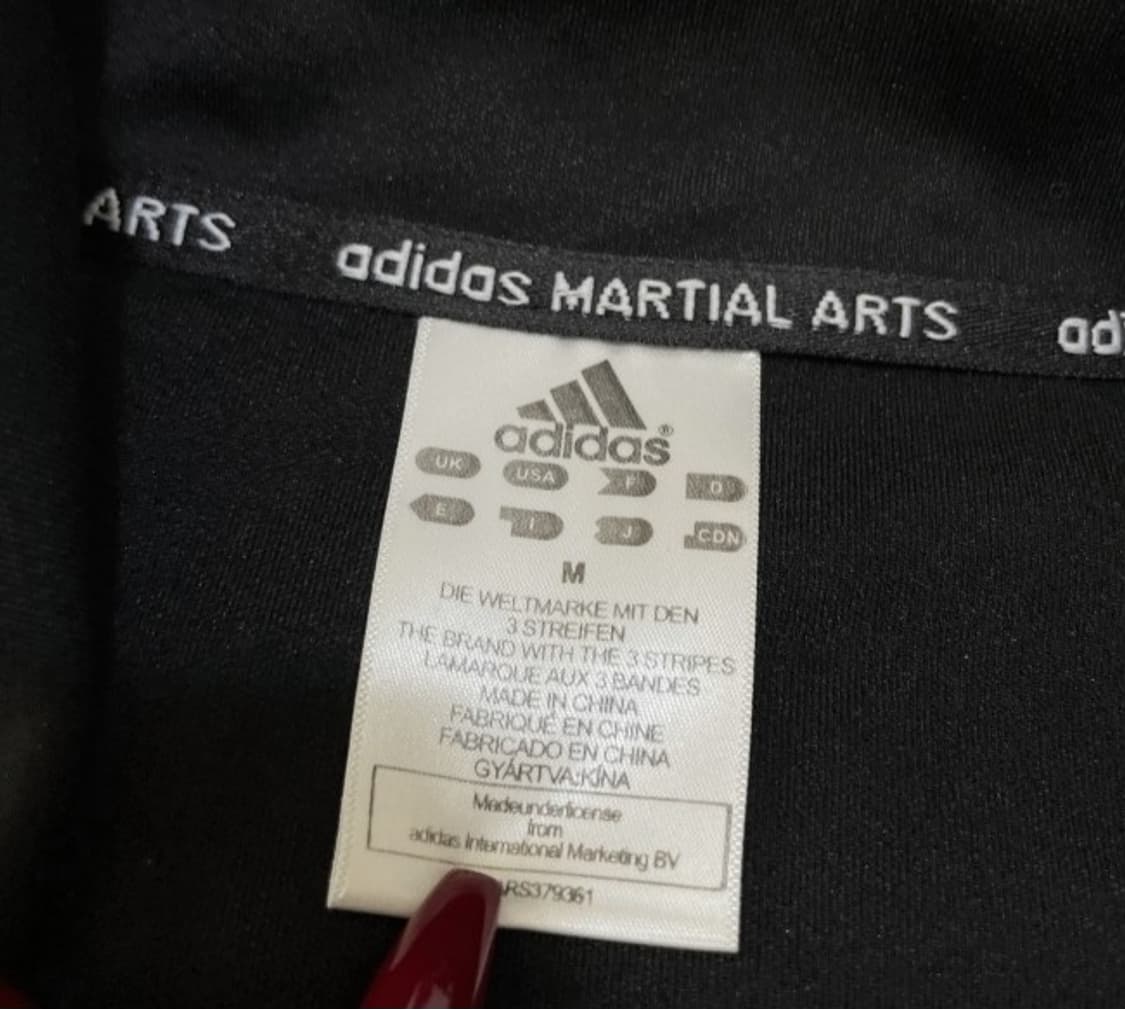 ARTS adidas MARTIAL ARTS adi
adidas®
UK USA F D
E I J CDN
M
DIE WELTMARKE MIT DEN
3 STREIFEN
THE BRAND WITH THE 3 STRIPES
LAMARQUE AUX 3 BANDES
MADE IN CHINA
FABRIQUÉ EN CHINE
FABRICADO EN CHINA
GYÁRTVA:KÍNA
Madeunderlicense
from
adidas International Marketing BV
RS379361